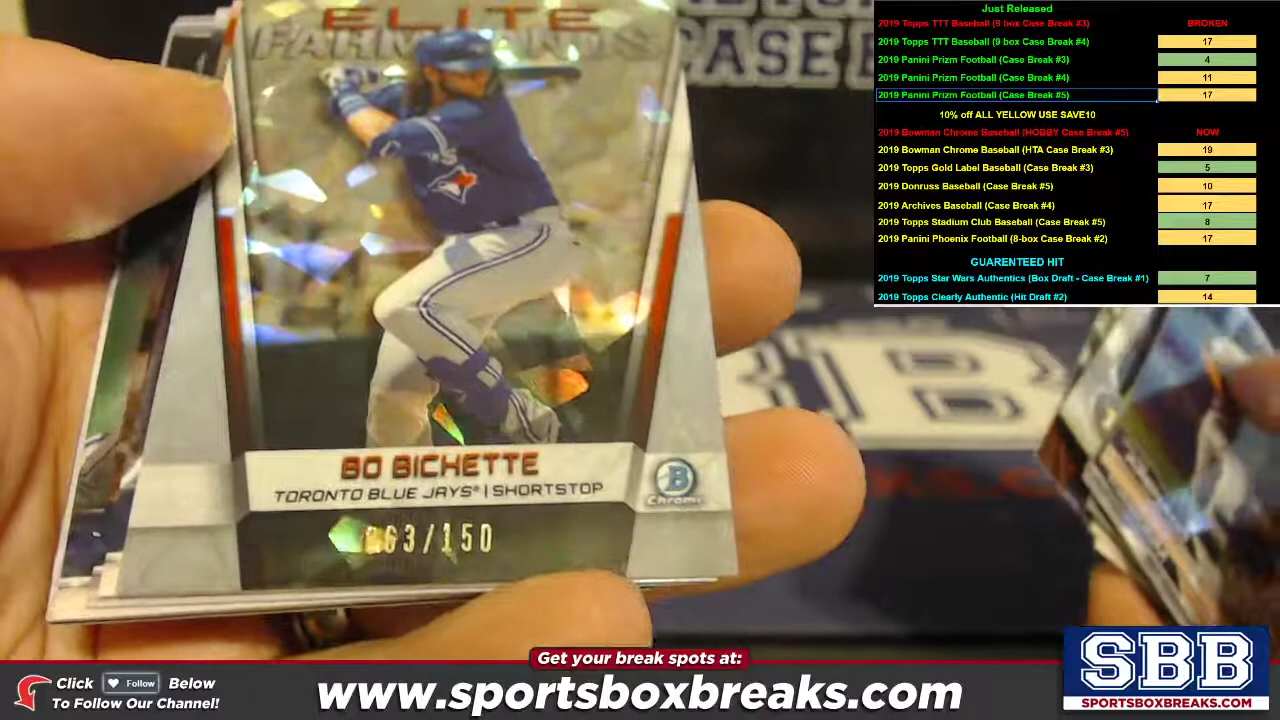 ELITE
FARMHANDS
CASE B
BO BICHETTE
TORONTO BLUE JAYS® | SHORTSTOP
B
Chrome
063/150
B
Just Released
2019 Topps TTT Baseball (9 box Case Break #3) BROKEN
2019 Topps TTT Baseball (9 box Case Break #4) 17
2019 Panini Prizm Football (Case Break #3) 4
2019 Panini Prizm Football (Case Break #4) 11
2019 Panini Prizm Football (Case Break #5) 17
10% off ALL YELLOW USE SAVE10
2019 Bowman Chrome Baseball (HOBBY Case Break #5) NOW
2019 Bowman Chrome Baseball (HTA Case Break #3) 19
2019 Topps Gold Label Baseball (Case Break #3) 5
2019 Donruss Baseball (Case Break #5) 10
2019 Archives Baseball (Case Break #4) 17
2019 Topps Stadium Club Baseball (Case Break #5) 8
2019 Panini Phoenix Football (8-box Case Break #2) 17
GUARENTEED HIT
2019 Topps Star Wars Authentics (Box Draft - Case Break #1) 7
2019 Topps Clearly Authentic (Hit Draft #2) 14
Get your break spots at:
Click Follow Below
To Follow Our Channel!
www.sportsboxbreaks.com
SBB
SPORTSBOXBREAKS.COM